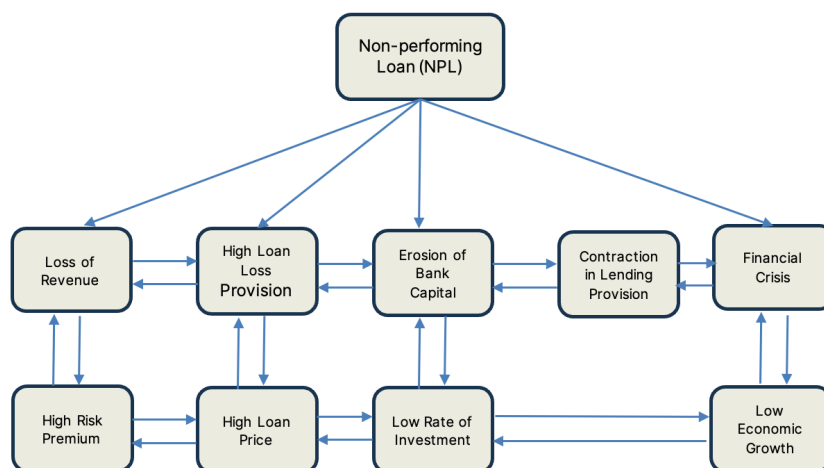 Non-performing
Loan (NPL)
Loss of
Revenue
High Loan
Loss
Provision
Erosion of
Bank
Capital
Contraction
in Lending
Provision
Financial
Crisis
High Risk
Premium
High Loan
Price
Low Rate of
Investment
Low
Economic
Growth